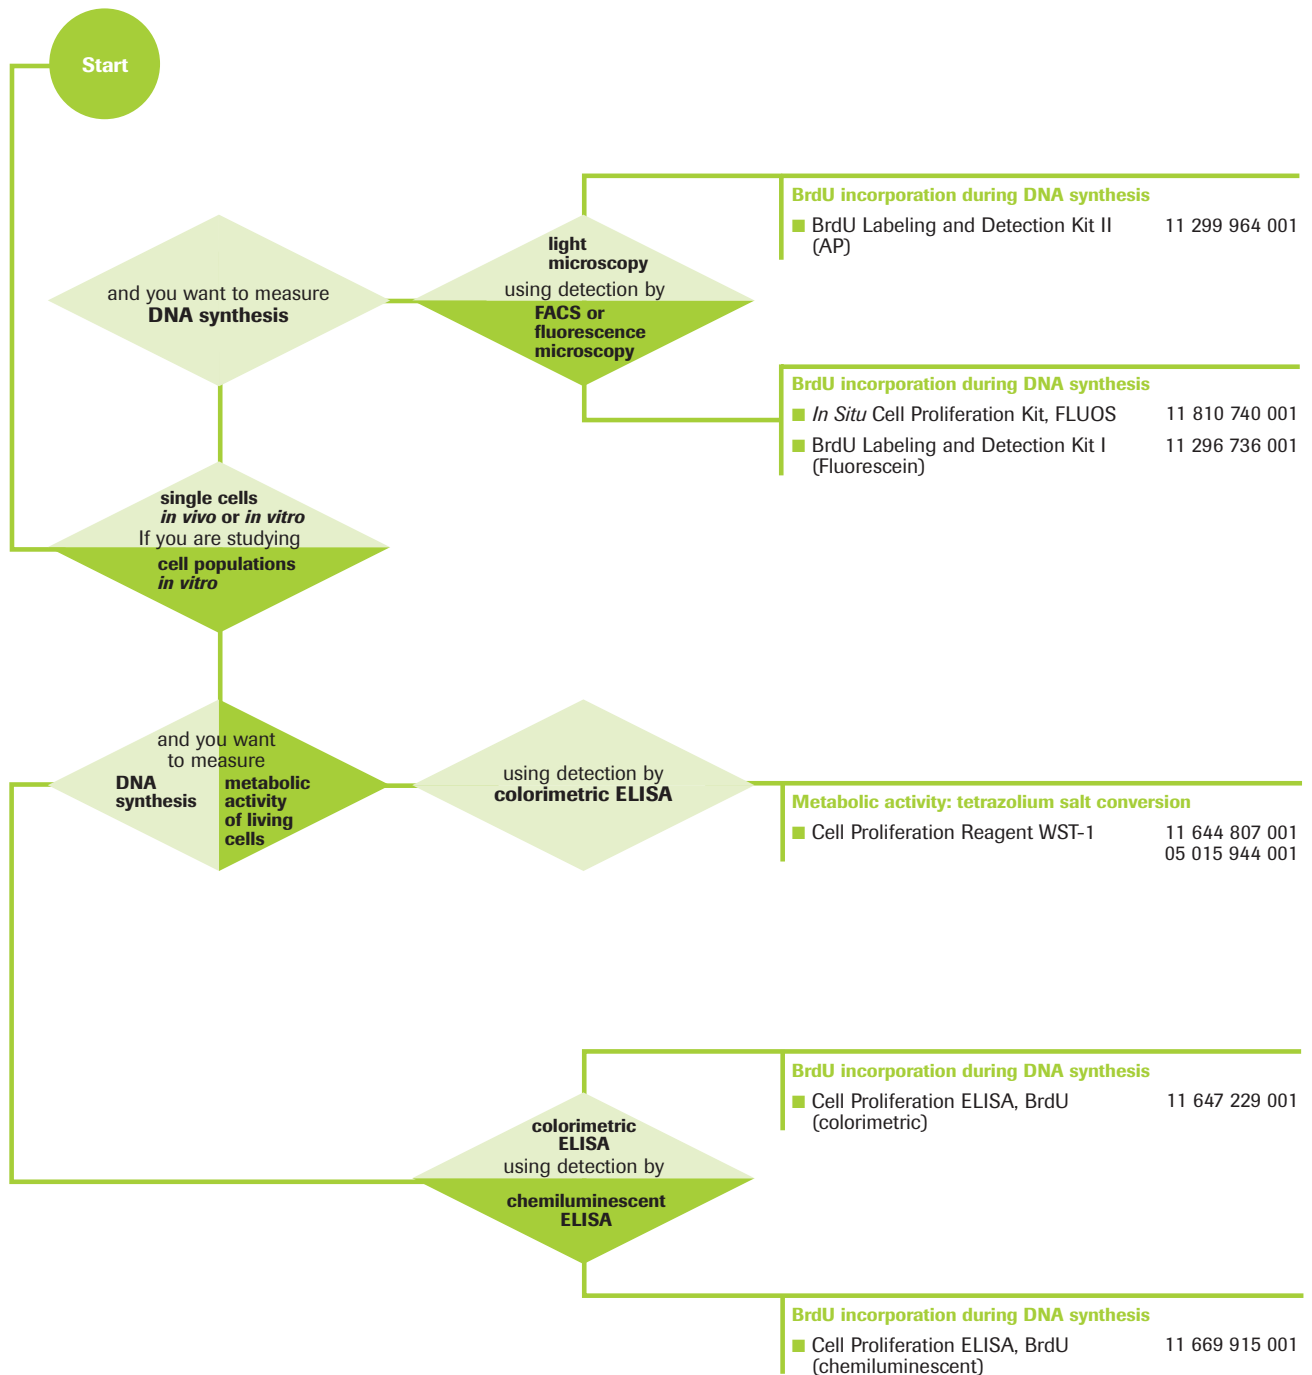 Start
BrdU incorporation during DNA synthesis
BrdU Labeling and Detection Kit II 11 299 964 001
(AP)
light
microscopy
using detection by
FACS or
fluorescence
microscopy
and you want to measure
DNA synthesis
BrdU incorporation during DNA synthesis
In Situ Cell Proliferation Kit, FLUOS 11 810 740 001
BrdU Labeling and Detection Kit I 11 296 736 001
(Fluorescein)
single cells
in vivo or in vitro
If you are studying
cell populations
in vitro
and you want
to measure
DNA
synthesis
metabolic
activity
of living
cells
using detection by
colorimetric ELISA
Metabolic activity: tetrazolium salt conversion
Cell Proliferation Reagent WST-1 11 644 807 001
05 015 944 001
BrdU incorporation during DNA synthesis
Cell Proliferation ELISA, BrdU 11 647 229 001
(colorimetric)
colorimetric
ELISA
using detection by
chemiluminescent
ELISA
BrdU incorporation during DNA synthesis
Cell Proliferation ELISA, BrdU 11 669 915 001
(chemiluminescent)